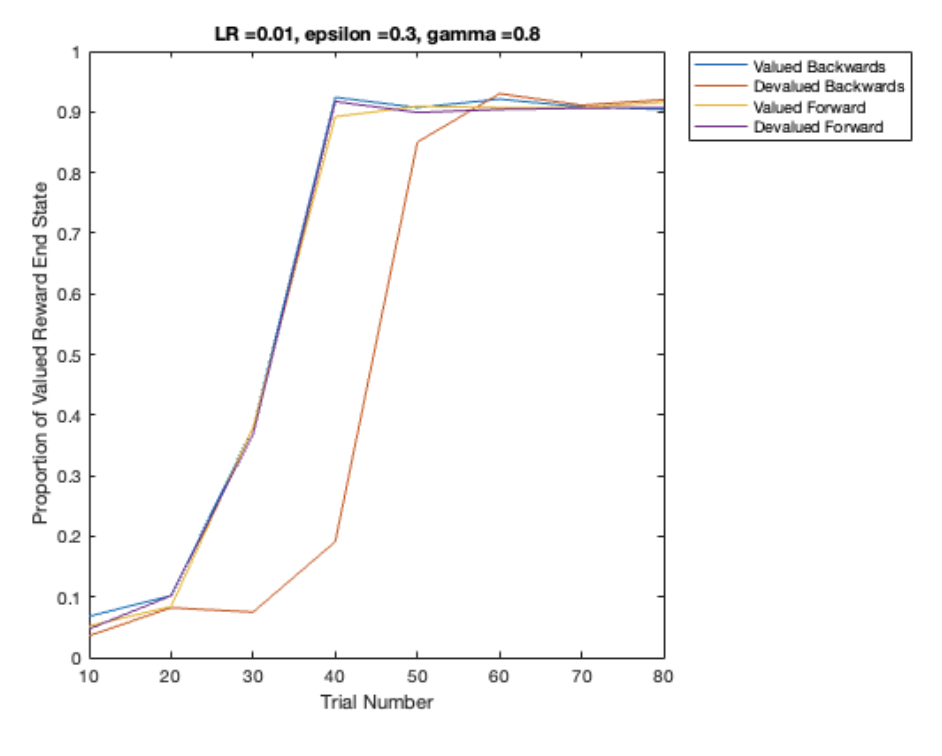 LR =0.01, epsilon =0.3, gamma =0.8
Valued Backwards
Devalued Backwards
Valued Forward
Devalued Forward
Proportion of Valued Reward End State
1
0.9
0.8
0.7
0.6
0.5
0.4
0.3
0.2
0.1
0
10 20 30 40 50 60 70 80
Trial Number